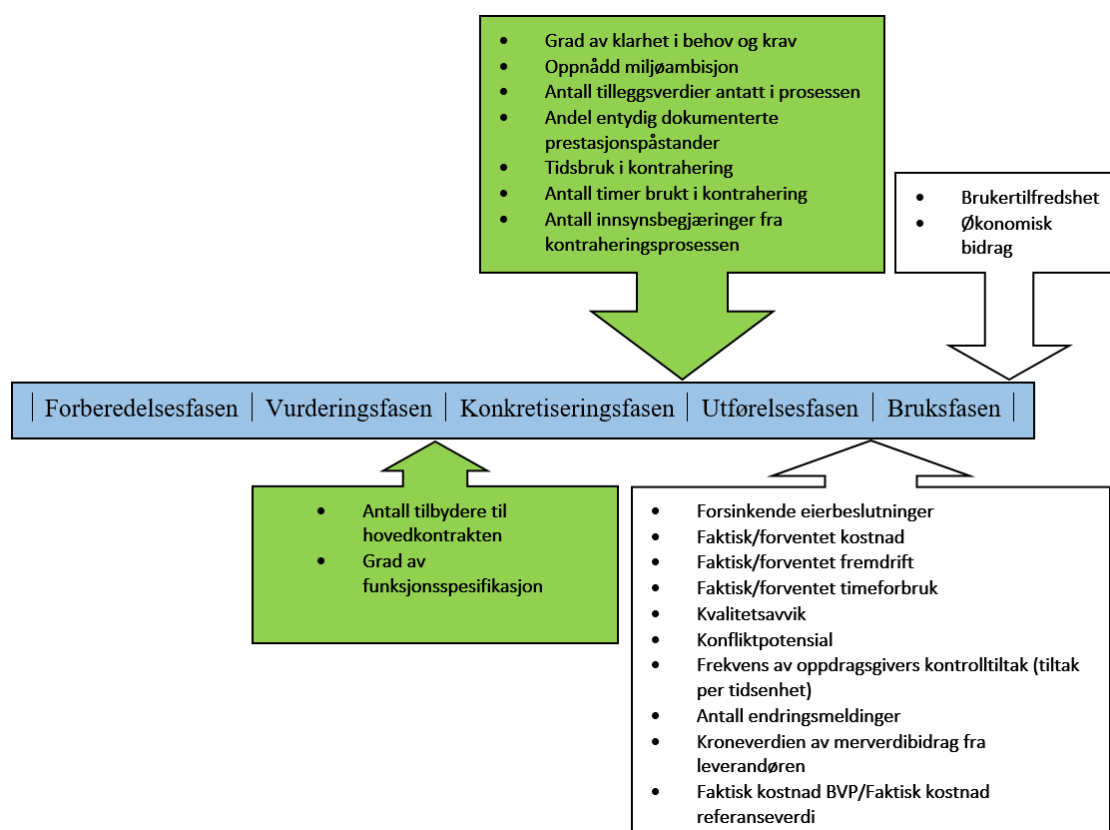 • Grad av klarhet i behov og krav
• Oppnådd miljøambisjon
• Antall tilleggsverdier antatt i prosessen
• Andel entydig dokumenterte
prestasjonspåstander
• Tidsbruk i kontrahering
• Antall timer brukt i kontrahering
• Antall innsynsbegjæringer fra
kontraheringsprosessen
• Brukertilfredshet
• Økonomisk
bidrag
| Forberedelsesfasen | Vurderingsfasen | Konkretiseringsfasen | Utførelsesfasen | Bruksfasen |
• Antall tilbydere til
hovedkontrakten
• Grad av
funksjonsspesifikasjon
• Forsinkende eierbeslutninger
• Faktisk/forventet kostnad
• Faktisk/forventet fremdrift
• Faktisk/forventet timeforbruk
• Kvalitetsavvik
• Konfliktpotensial
• Frekvens av oppdragsgivers kontrolltiltak (tiltak
per tidsenhet)
• Antall endringsmeldinger
• Kroneverdien av merverdibidrag fra
leverandøren
• Faktisk kostnad BVP/Faktisk kostnad
referanseverdi